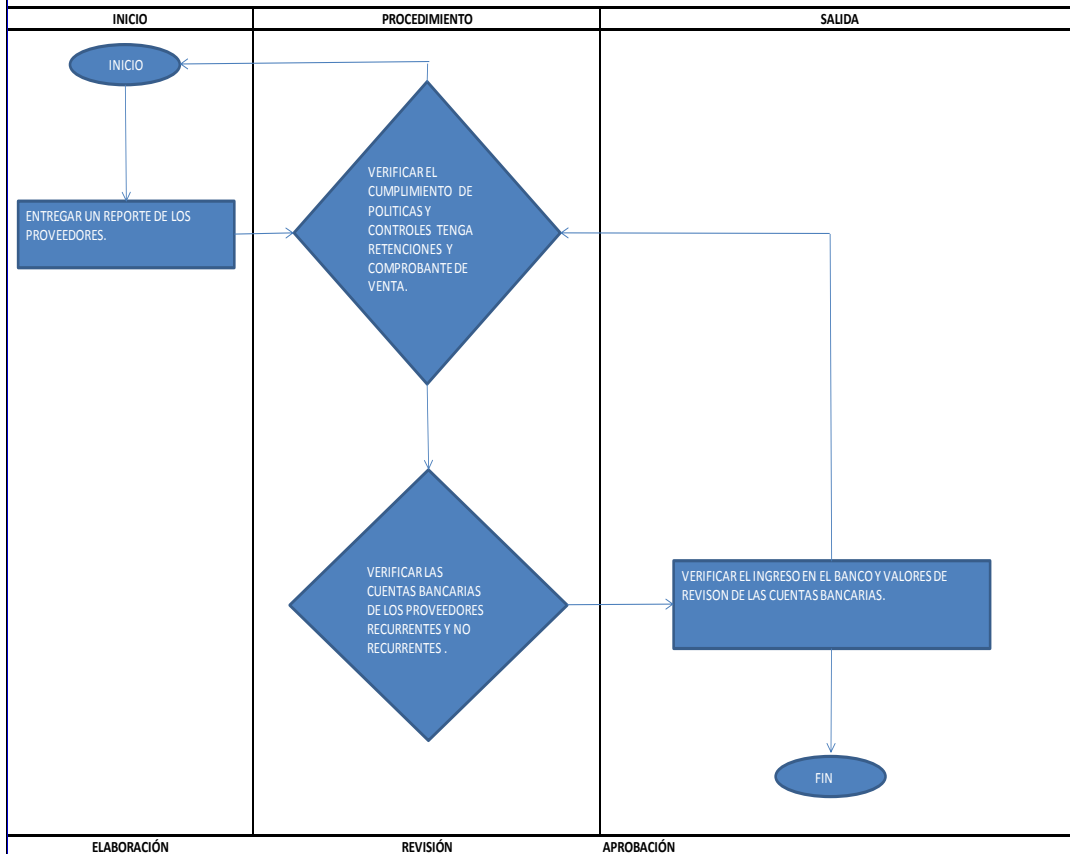 INICIO
PROCEDIMIENTO
SALIDA
INICIO
ENTREGAR UN REPORTE DE LOS
PROVEEDORES.
VERIFICAR EL
CUMPLIMIENTO DE
POLITICAS Y
CONTROLES TENGA
RETENCIONES Y
COMPROBANTE DE
VENTA.
VERIFICAR LAS
CUENTAS BANCARIAS
DE LOS PROVEEDORES
RECURRENTES Y NO
RECURRENTES .
VERIFICAR EL INGRESO EN EL BANCO Y VALORES DE
REVISON DE LAS CUENTAS BANCARIAS.
FIN
ELABORACIÓN
REVISIÓN
APROBACIÓN